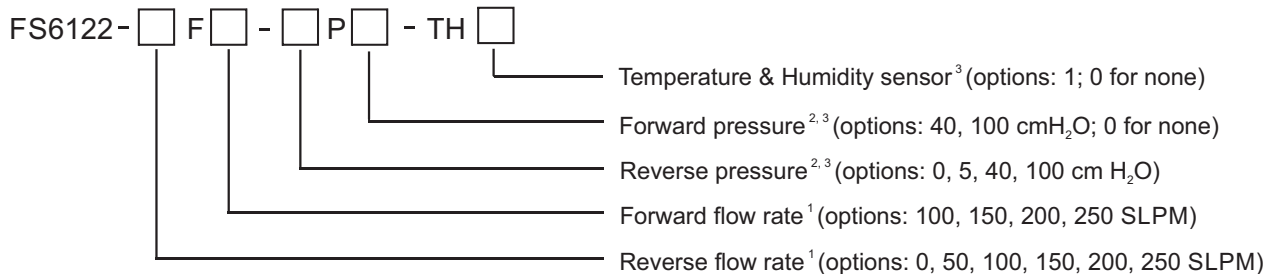 FS6122-□ F□ -□P□ - TH□
Temperature & Humidity sensor³ (options: 1; 0 for none)
Forward pressure²,³ (options: 40, 100 cmH₂O; 0 for none)
Reverse pressure²,³ (options: 0, 5, 40, 100 cm H₂O)
Forward flow rate¹ (options: 100, 150, 200, 250 SLPM)
Reverse flow rate¹ (options: 0, 50, 100, 150, 200, 250 SLPM)